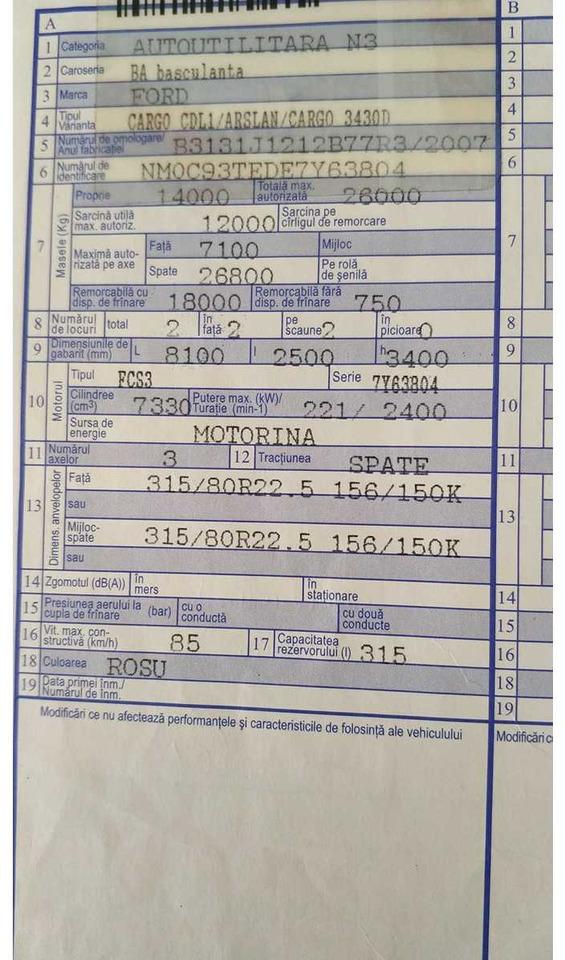 A B
1 Categoria AUTOUTILITARA N3 1
2 Caroseria BA basculanta 2
3 Marca FORD 3
4 Tipul Varianta CARGO CDL1/ARSLAN/CARGO 3430D 4
5 Numărul de omologare/ Anul fabricației B3131J1212B77R3/2007 5
6 Numărul de identificare NM0C93TEDE7Y63804 6
7 Masele (Kg) 7
Proprie 14000 Totală max. autorizată 26000
Sarcină utilă max. autoriz. 12000 Sarcina pe cîrligul de remorcare
Maximă auto- rizată pe axe Față 7100 Mijloc
Spate 26800 Pe rolă de șenilă
Remorcabilă cu disp. de frînare 18000 Remorcabilă fără disp. de frînare 750
8 Numărul de locuri total 2 în față 2 pe scaune 2 în picioare 0 8
9 Dimensiunile de gabarit (mm) L 8100 l 2500 h 3400 9
10 Motorul Tipul FCS3 Serie 7Y63804 10
Cilindree (cm³) 7330 Putere max. (kW)/ Turație (min-1) 221/ 2400
Sursa de energie MOTORINA
11 Numărul axelor 3 12 Tracțiunea SPATE 11
13 Dimens. anvelopelor Față 315/80R22.5 156/150K 13
sau
Mijloc- spate 315/80R22.5 156/150K
sau
14 Zgomotul (dB(A)) în mers în stationare 14
15 Presiunea aerului la cupla de frînare (bar) cu o conductă cu două conducte 15
16 Vit. max. con- structivă (km/h) 85 17 Capacitatea rezervorului (l) 315 16
18 Culoarea ROSU 18
19 Data primei înm./ Numărul de înm. 19
Modificări ce nu afectează performanțele și caracteristicile de folosință ale vehiculului
Modificări c